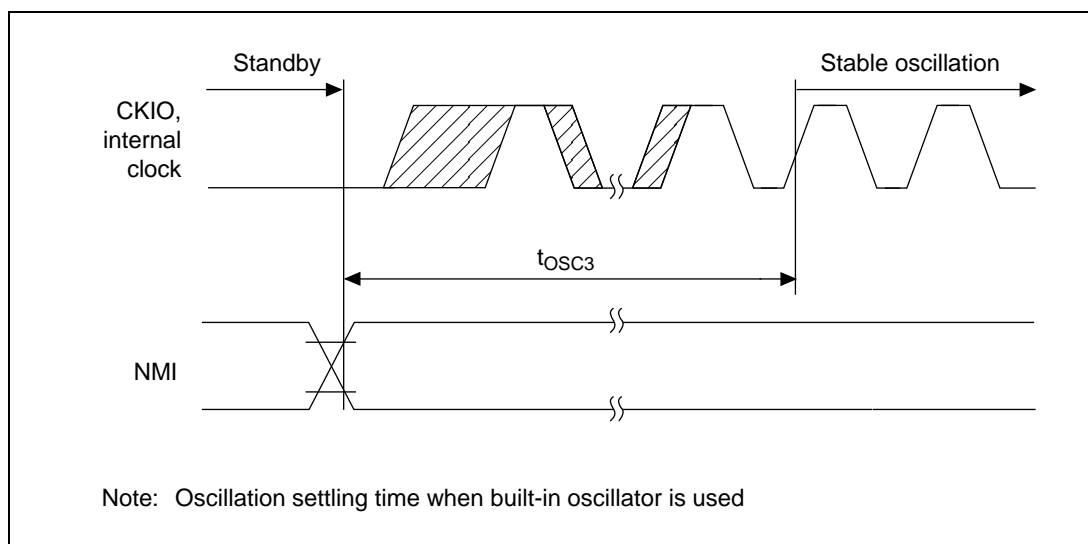 Standby
Stable oscillation
CKIO,
internal
clock
tOSC3
NMI
Note: Oscillation settling time when built-in oscillator is used